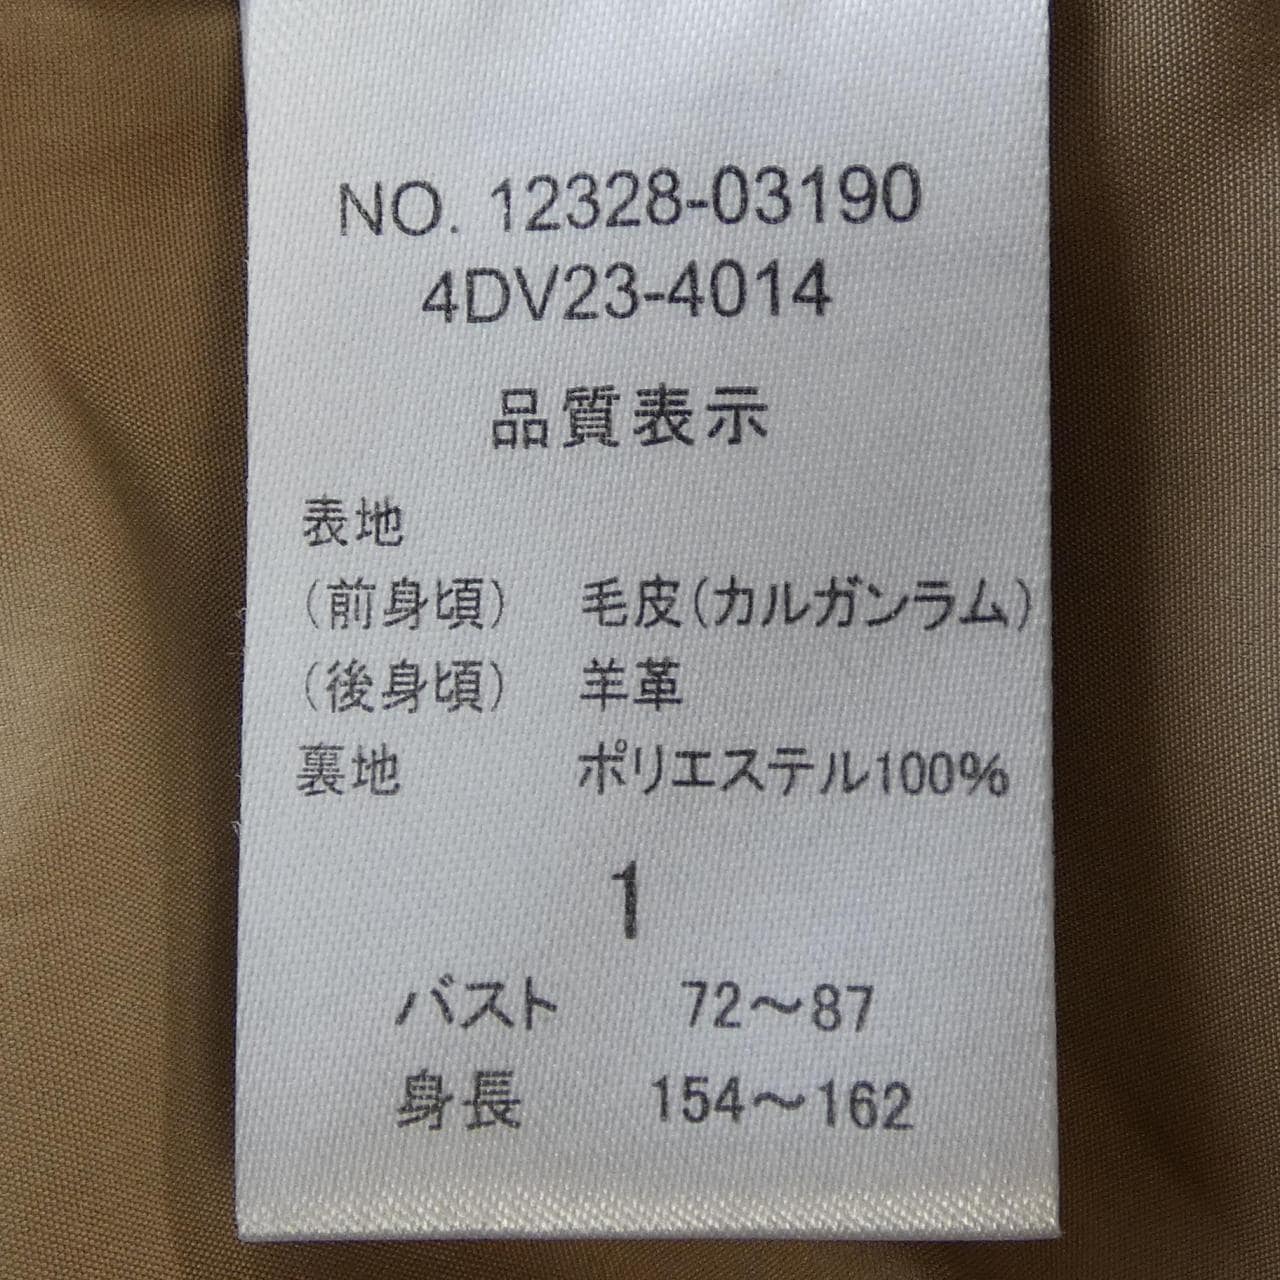 NO. 12328-03190
4DV23-4014
品質表示
表地
(前身頃) 毛皮(カルガンラム)
(後身頃) 羊革
裏地 ポリエステル100%
1
バスト 72〜87
身長 154〜162